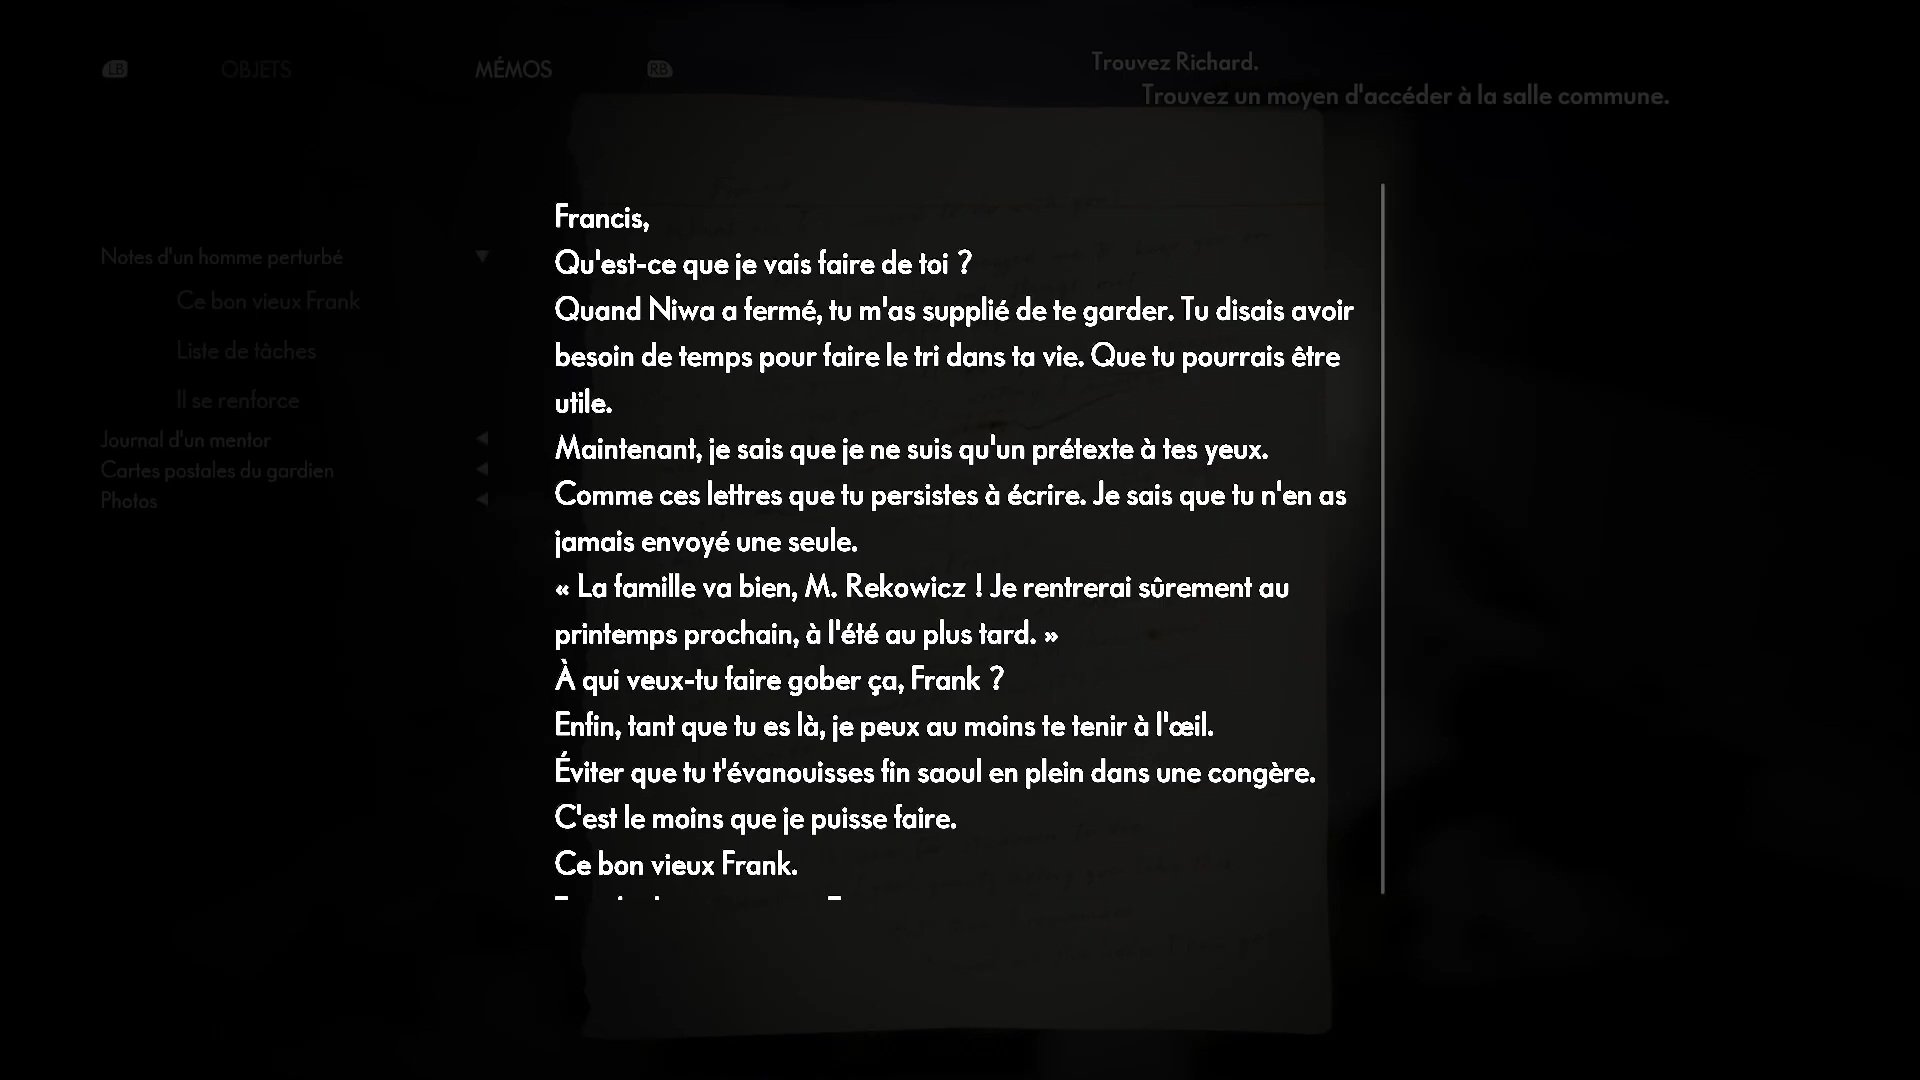 LB
OBJETS
MÉMOS
RB
Trouvez Richard.
Trouvez un moyen d'accéder à la salle commune.
Notes d'un homme perturbé
Ce bon vieux Frank
Liste de tâches
Il se renforce
Journal d'un mentor
Cartes postales du gardien
Photos
Francis,
Qu'est-ce que je vais faire de toi ?
Quand Niwa a fermé, tu m'as supplié de te garder. Tu disais avoir
besoin de temps pour faire le tri dans ta vie. Que tu pourrais être
utile.
Maintenant, je sais que je ne suis qu'un prétexte à tes yeux.
Comme ces lettres que tu persistes à écrire. Je sais que tu n'en as
jamais envoyé une seule.
« La famille va bien, M. Rekowicz ! Je rentrerai sûrement au
printemps prochain, à l'été au plus tard. »
À qui veux-tu faire gober ça, Frank ?
Enfin, tant que tu es là, je peux au moins te tenir à l'œil.
Éviter que tu t'évanouisses fin saoul en plein dans une congère.
C'est le moins que je puisse faire.
Ce bon vieux Frank.